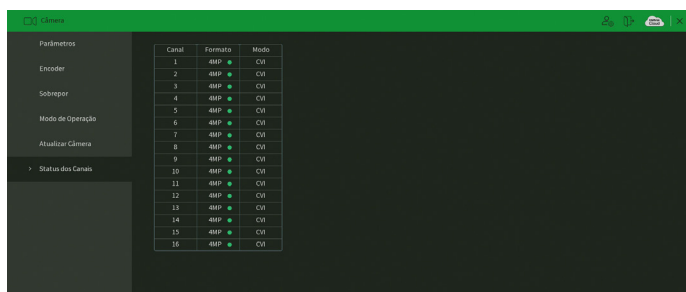 Câmera
Parâmetros
Encoder
Sobrepor
Modo de Operação
Atualizar Câmera
> Status dos Canais
Canal Formato Modo
1 4MP CVI
2 4MP CVI
3 4MP CVI
4 4MP CVI
5 4MP CVI
6 4MP CVI
7 4MP CVI
8 4MP CVI
9 4MP CVI
10 4MP CVI
11 4MP CVI
12 4MP CVI
13 4MP CVI
14 4MP CVI
15 4MP CVI
16 4MP CVI